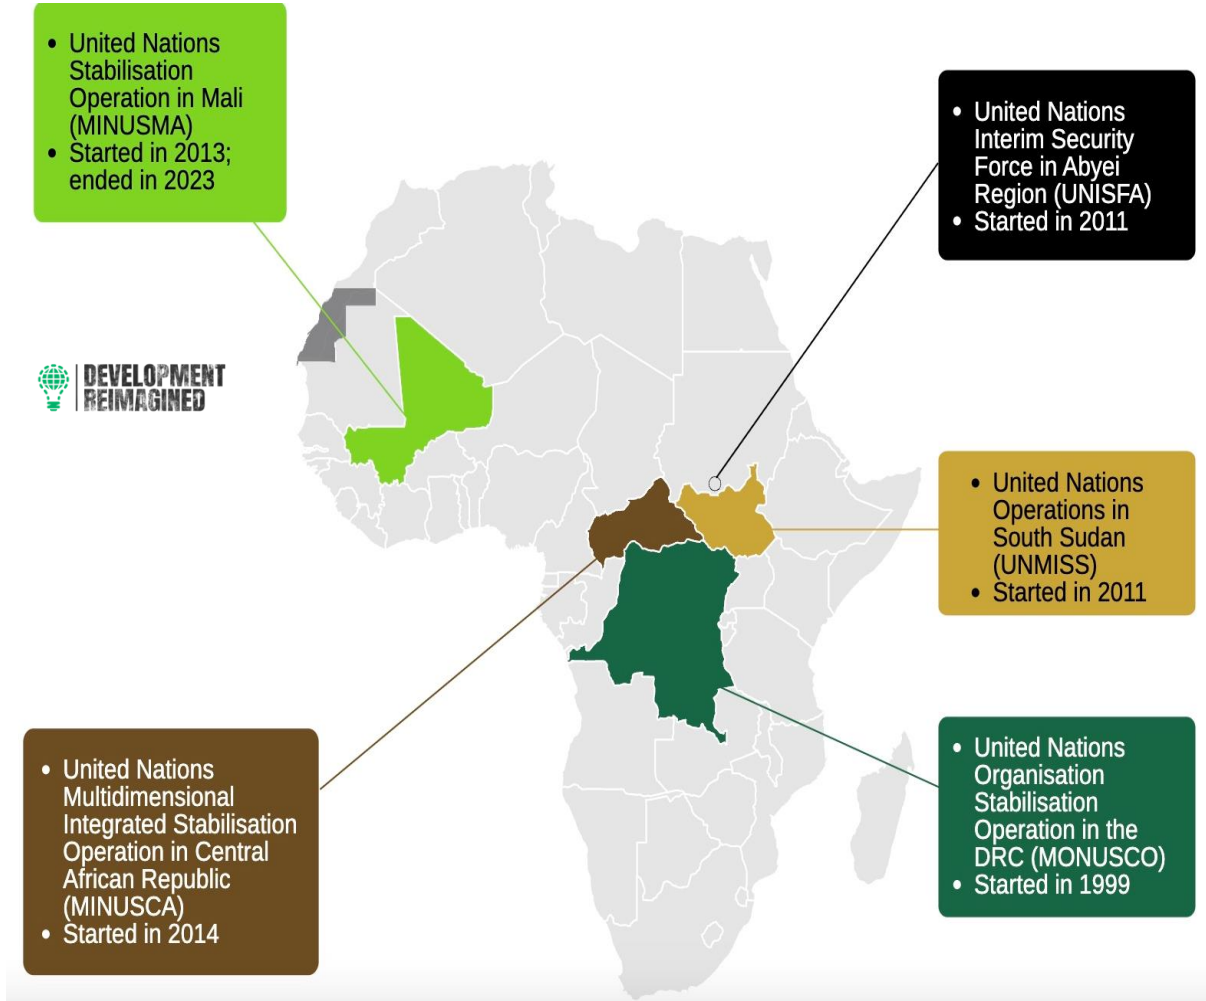 • United Nations
Stabilisation
Operation in Mali
(MINUSMA)
• Started in 2013;
ended in 2023
• United Nations
Interim Security
Force in Abyei
Region (UNISFA)
• Started in 2011
DEVELOPMENT
REIMAGINED
• United Nations
Operations in
South Sudan
(UNMISS)
• Started in 2011
• United Nations
Multidimensional
Integrated Stabilisation
Operation in Central
African Republic
(MINUSCA)
• Started in 2014
• United Nations
Organisation
Stabilisation
Operation in the
DRC (MONUSCO)
• Started in 1999